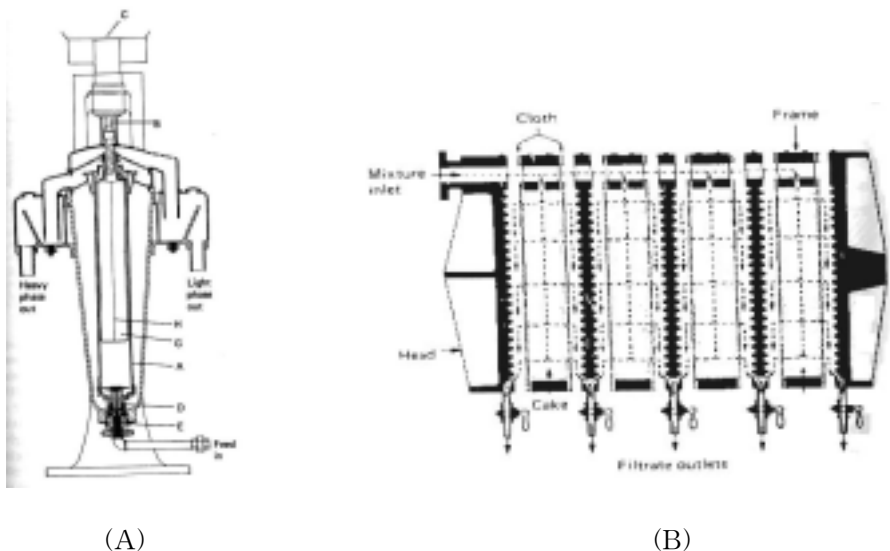 C
B
Heavy
phase
out
Light
phase
out
H
G
A
D
E
Feed
in
Cloth
Frame
Mixture
inlet
Head
Cake
Filtrate outlets
(A)
(B)